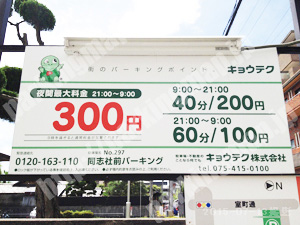 街のパーキングポイント キョウテク
夜間最大料金 21:00〜9:00
300円
9:00〜21:00
40分/200円
21:00〜9:00
60分/100円
No.297
0120-163-110 同志社前パーキング
キョウテク株式会社
tel.075-415-0100
N
室町通